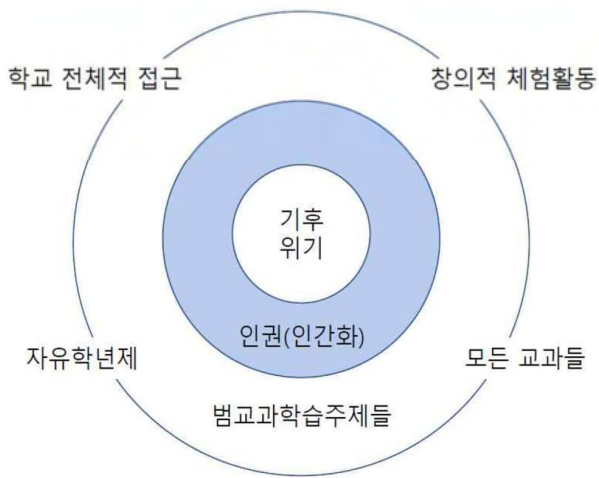 학교 전체적 접근
창의적 체험활동
기후
위기
인권(인간화)
자유학년제
모든 교과들
범교과학습주제들